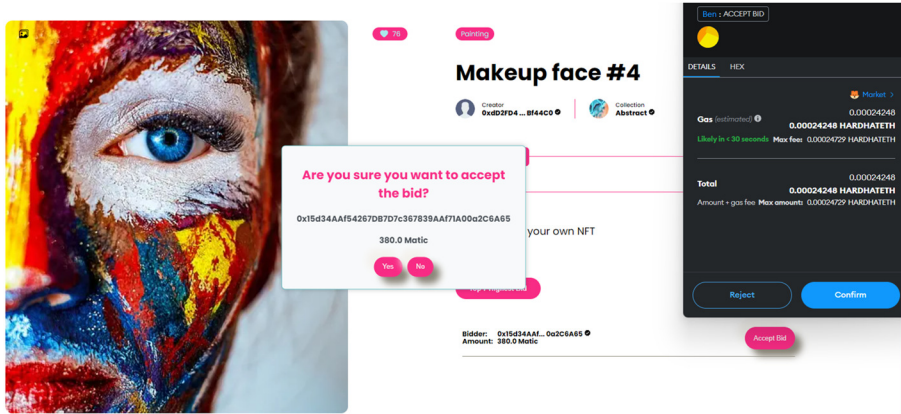 76
Painting
Makeup face #4
Creator
0xdD2FD4 ... Bf44C0
Collection
Abstract
Are you sure you want to accept
the bid?
0x15d34AAf54267DB7D7c367839AAf71A00a2C6A65
380.0 Matic
Yes
No
your own NFT
Bidder: 0x15d34AAf... 0a2C6A65
Amount: 380.0 Matic
Accept Bid
Ben : ACCEPT BID
DETAILS
HEX
Market >
Gas (estimated)
0.00024248
0.00024248 HARDHATETH
Likely in < 30 seconds Max fee: 0.00024729 HARDHATETH
Total
0.00024248
0.00024248 HARDHATETH
Amount + gas fee Max amount: 0.00024729 HARDHATETH
Reject
Confirm